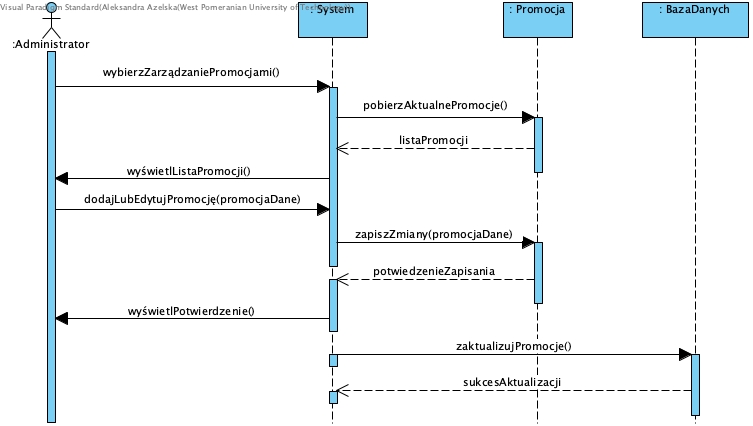 Visual Paradigm Standard(Aleksandra Azelska(West Pomeranian University of Technology
: System
: Promocja
: BazaDanych
:Administrator
wybierzZarządzaniePromocjami()
pobierzAktualnePromocje()
listaPromocji
wyświetlListaPromocji()
dodajLubEdytujPromocję(promocjaDane)
zapiszZmiany(promocjaDane)
potwiedzenieZapisania
wyświetlPotwierdzenie()
zaktualizujPromocje()
sukcesAktualizacji